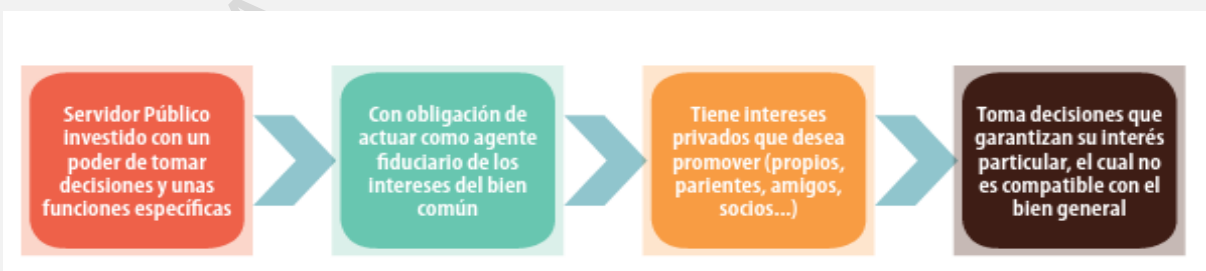 Servidor Público
investido con un
poder de tomar
decisiones y unas
funciones específicas
Con obligación de
actuar como agente
fiduciario de los
intereses del bien
común
Tiene intereses
privados que desea
promover (propios,
parientes, amigos,
socios...)
Toma decisiones que
garantizan su interés
particular, el cual no
es compatible con el
bien general